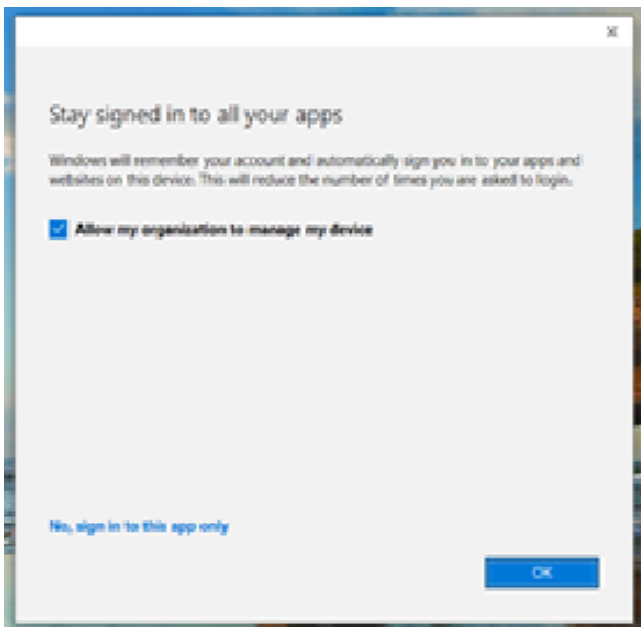 Stay signed in to all your apps
Windows will remember your account and automatically sign you in to your apps and
websites on this device. This will reduce the number of times you are asked to login.
Allow my organization to manage my device
No, sign in to this app only
OK